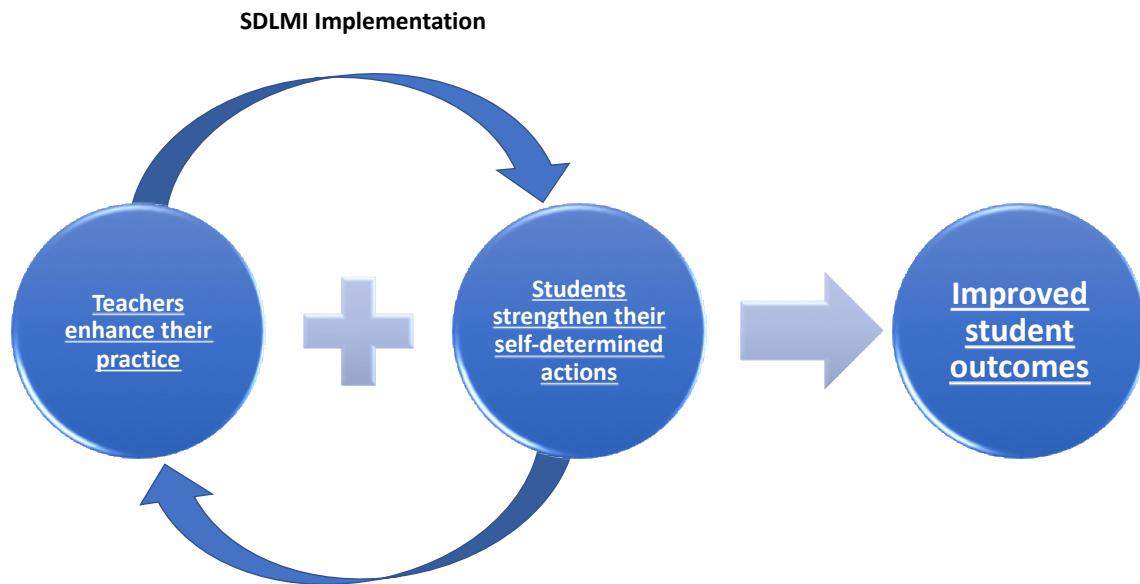 SDLMI Implementation
Teachers
enhance their
practice
Students
strengthen their
self-determined
actions
Improved
student
outcomes